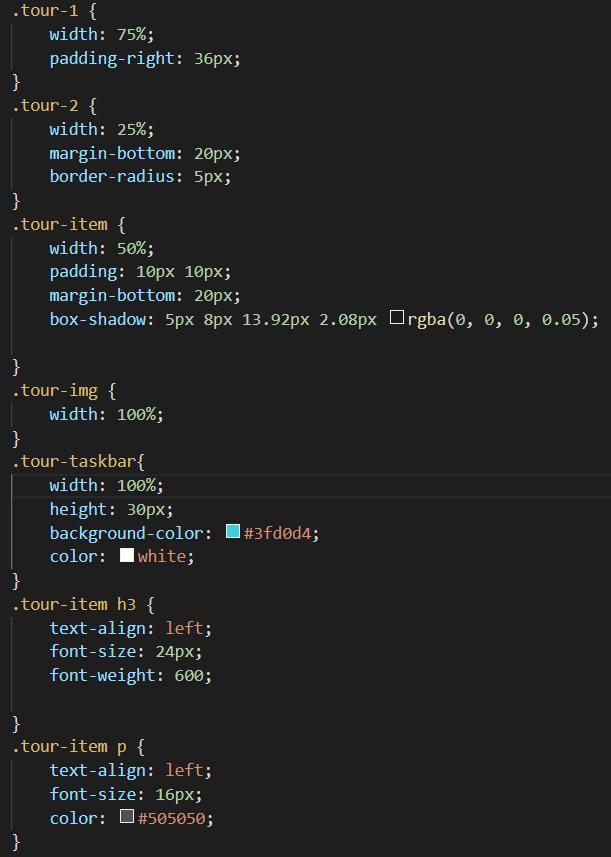 .tour-1 {
    width: 75%;
    padding-right: 36px;
}
.tour-2 {
    width: 25%;
    margin-bottom: 20px;
    border-radius: 5px;
}
.tour-item {
    width: 50%;
    padding: 10px 10px;
    margin-bottom: 20px;
    box-shadow: 5px 8px 13.92px 2.08px rgba(0, 0, 0, 0.05);

}
.tour-img {
    width: 100%;
}
.tour-taskbar{
    width: 100%;
    height: 30px;
    background-color: #3fd0d4;
    color: white;
}
.tour-item h3 {
    text-align: left;
    font-size: 24px;
    font-weight: 600;

}
.tour-item p {
    text-align: left;
    font-size: 16px;
    color: #505050;
}